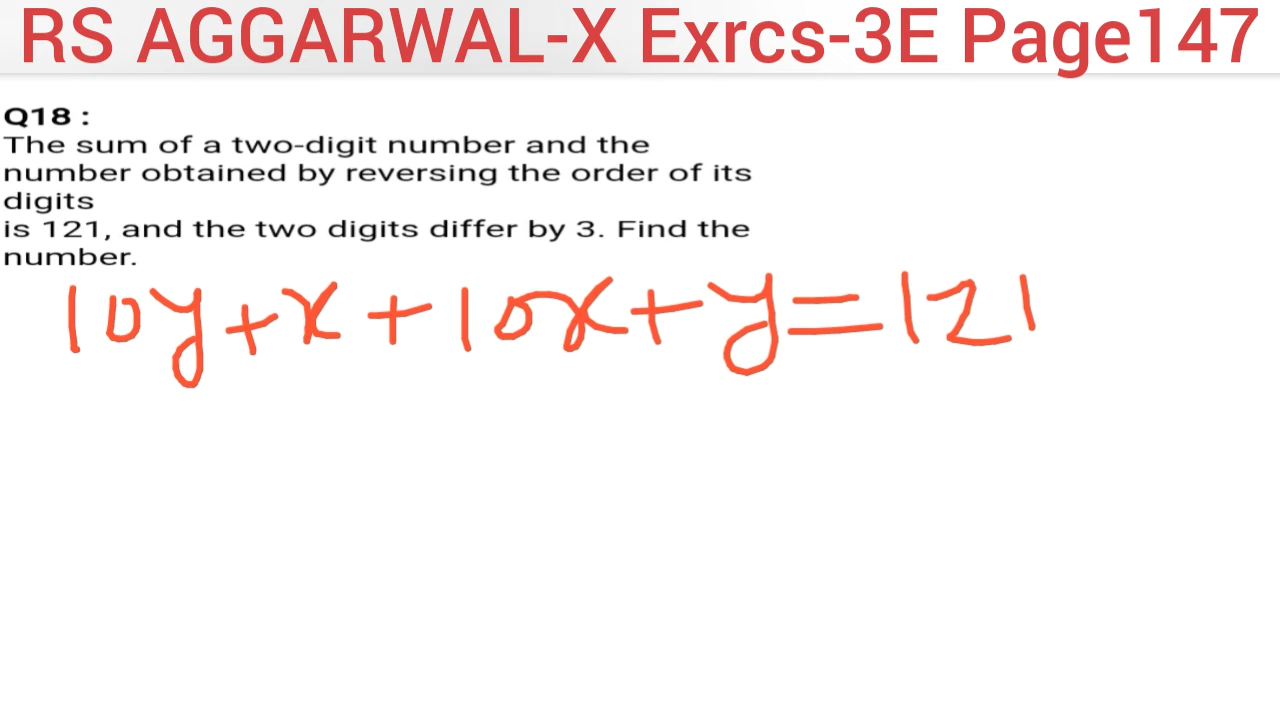 RS AGGARWAL-X Exrcs-3E Page147
Q18 :
The sum of a two-digit number and the
number obtained by reversing the order of its
digits
is 121, and the two digits differ by 3. Find the
number.
10y+x+10x+y=121